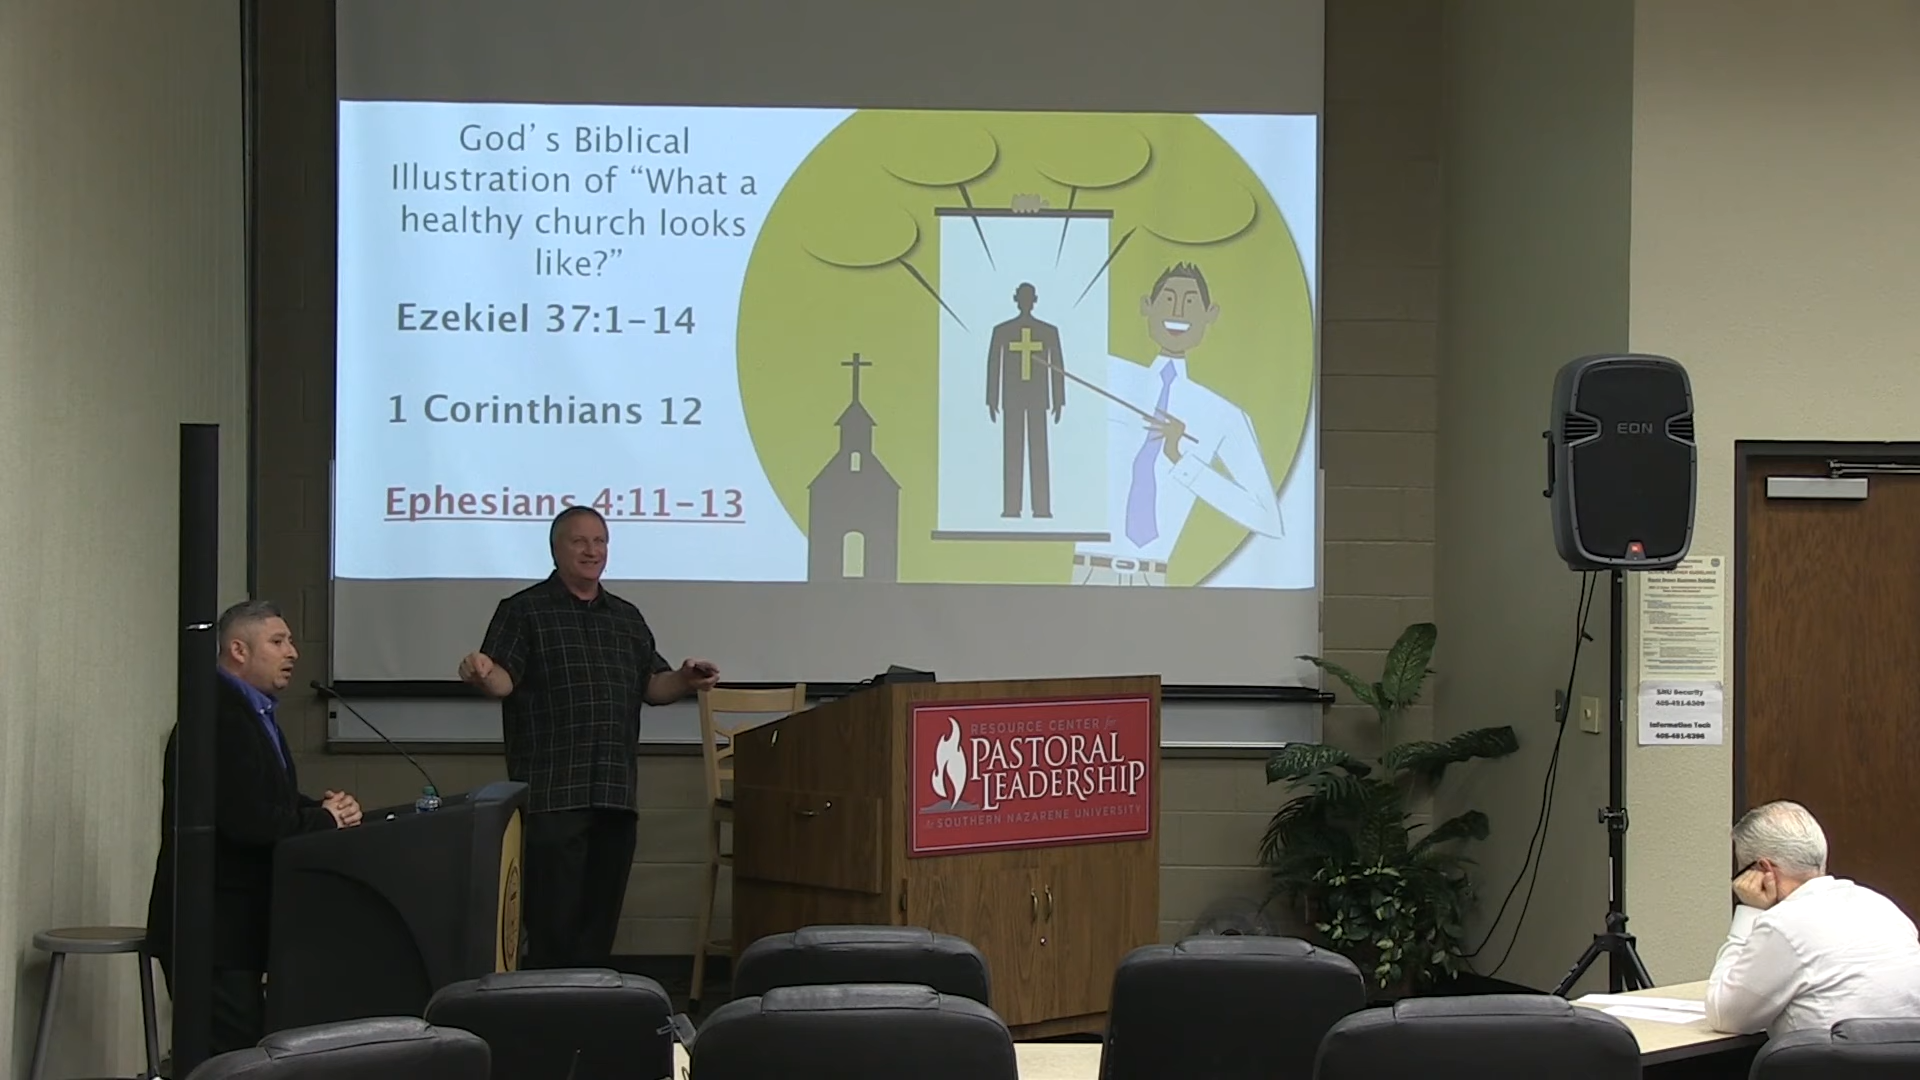 God's Biblical
Illustration of “What a
healthy church looks
like?”
Ezekiel 37:1-14
1 Corinthians 12
Ephesians 4:11-13
EON
RESOURCE CENTER for
PASTORAL
LEADERSHIP
At SOUTHERN NAZARENE UNIVERSITY
SNU Security
405-491-6309
Information Tech
405-491-6396